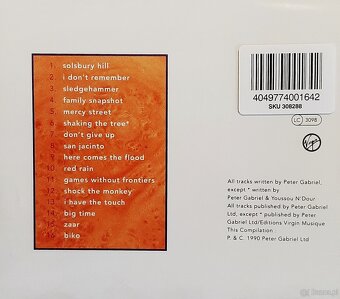 1 solsbury hill
2 i don't remember
3 sledgehammer
4 family snapshot
5 mercy street
6 shaking the tree*
7 don't give up
8 san jacinto
9 here comes the flood
10 red rain
11 games without frontiers
12 shock the monkey
13 i have the touch
14 big time
15 zaar
16 biko
4049774001642
SKU 308288
LC 3098
Virgin
All tracks written by Peter Gabriel,
except * written by
Peter Gabriel & Youssou N'Dour
All tracks published by Peter Gabriel
Ltd, except * published by Peter
Gabriel Ltd/Editions Virgin Musique
This Compilation :
P. & C. 1990 Peter Gabriel Ltd